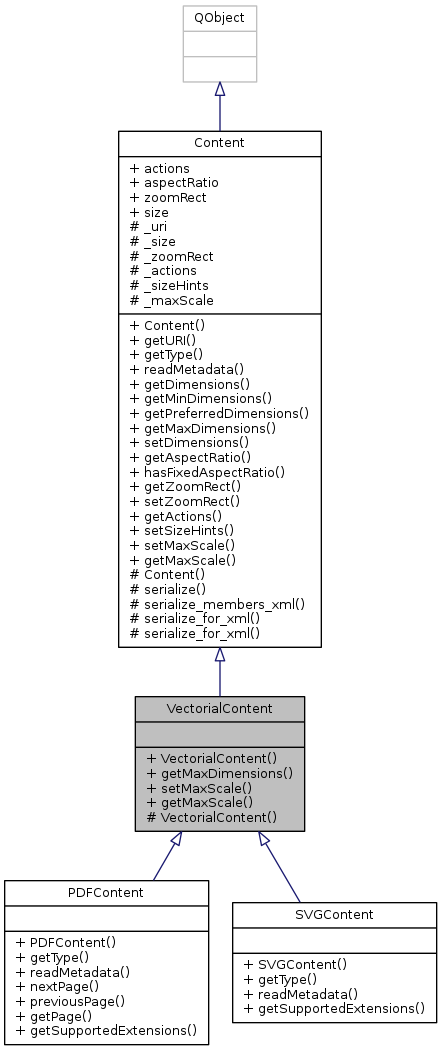 QObject
Content
+ actions
+ aspectRatio
+ zoomRect
+ size
# _uri
# _size
# _zoomRect
# _actions
# _sizeHints
# _maxScale
+ Content()
+ getURI()
+ getType()
+ readMetadata()
+ getDimensions()
+ getMinDimensions()
+ getPreferredDimensions()
+ getMaxDimensions()
+ setDimensions()
+ getAspectRatio()
+ hasFixedAspectRatio()
+ getZoomRect()
+ setZoomRect()
+ getActions()
+ setSizeHints()
+ setMaxScale()
+ getMaxScale()
# Content()
# serialize()
# serialize_members_xml()
# serialize_for_xml()
# serialize_for_xml()
VectorialContent
+ VectorialContent()
+ getMaxDimensions()
+ setMaxScale()
+ getMaxScale()
# VectorialContent()
PDFContent
+ PDFContent()
+ getType()
+ readMetadata()
+ nextPage()
+ previousPage()
+ getPage()
+ getSupportedExtensions()
SVGContent
+ SVGContent()
+ getType()
+ readMetadata()
+ getSupportedExtensions()